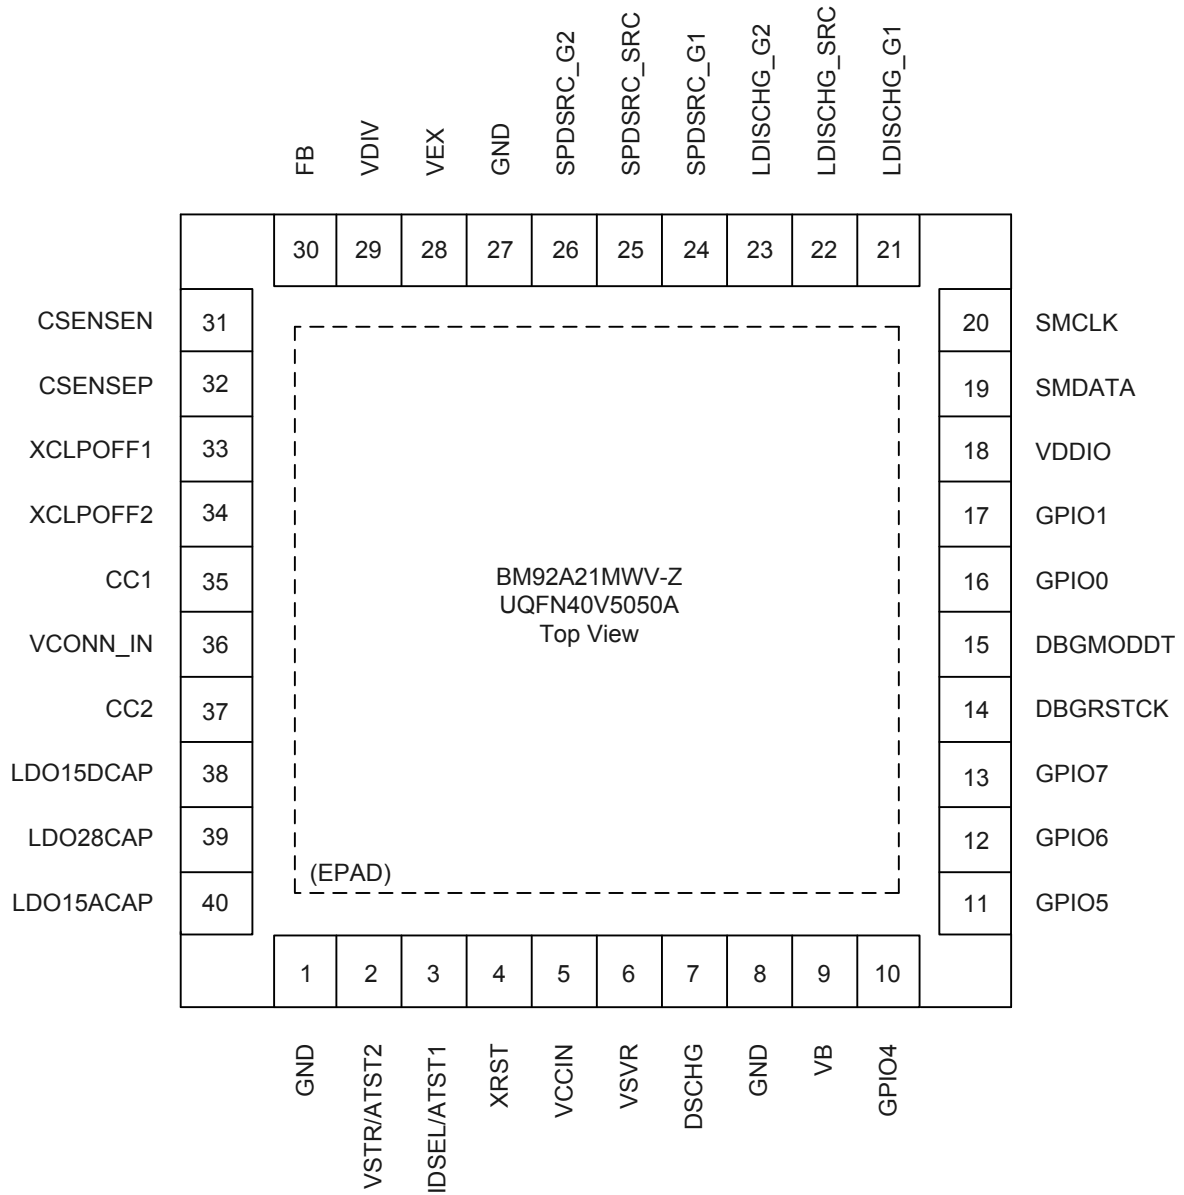 FB
VDIV
VEX
GND
SPDSRC_G2
SPDSRC_SRC
SPDSRC_G1
LDISCHG_G2
LDISCHG_SRC
LDISCHG_G1
30 29 28 27 26 25 24 23 22 21
CSENSEN 31
CSENSEP 32
XCLPOFF1 33
XCLPOFF2 34
CC1 35
VCONN_IN 36
CC2 37
LDO15DCAP 38
LDO28CAP 39
LDO15ACAP 40
BM92A21MWV-Z
UQFN40V5050A
Top View
(EPAD)
20 SMCLK
19 SMDATA
18 VDDIO
17 GPIO1
16 GPIO0
15 DBGMODDT
14 DBGRSTCK
13 GPIO7
12 GPIO6
11 GPIO5
1 2 3 4 5 6 7 8 9 10
GND
VSTR/ATST2
IDSEL/ATST1
XRST
VCCIN
VSVR
DSCHG
GND
VB
GPIO4